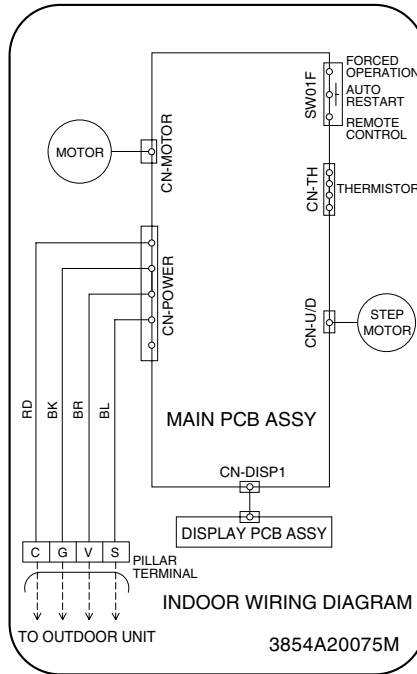 FORCED
OPERATION
AUTO
RESTART
REMOTE
CONTROL
SW01F
MOTOR
CN-MOTOR
CN-TH
THERMISTOR
CN-POWER
CN-U/D
STEP
MOTOR
RD
BK
BR
BL
MAIN PCB ASSY
CN-DISP1
DISPLAY PCB ASSY
C G V S
PILLAR
TERMINAL
INDOOR WIRING DIAGRAM
TO OUTDOOR UNIT
3854A20075M